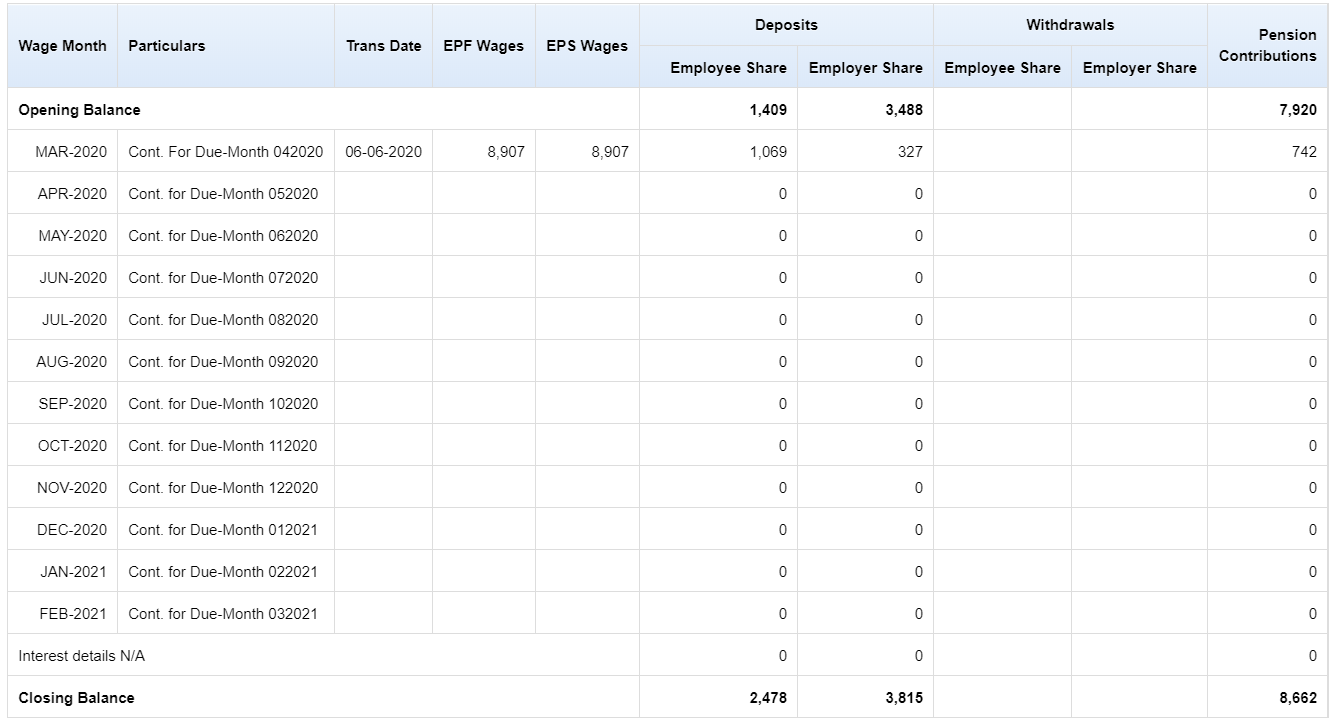 Wage Month Particulars Trans Date EPF Wages EPS Wages Deposits Withdrawals Pension Contributions
Employee Share Employer Share Employee Share Employer Share
Opening Balance 1,409 3,488 7,920
MAR-2020 Cont. For Due-Month 042020 06-06-2020 8,907 8,907 1,069 327 742
APR-2020 Cont. for Due-Month 052020 0 0 0
MAY-2020 Cont. for Due-Month 062020 0 0 0
JUN-2020 Cont. for Due-Month 072020 0 0 0
JUL-2020 Cont. for Due-Month 082020 0 0 0
AUG-2020 Cont. for Due-Month 092020 0 0 0
SEP-2020 Cont. for Due-Month 102020 0 0 0
OCT-2020 Cont. for Due-Month 112020 0 0 0
NOV-2020 Cont. for Due-Month 122020 0 0 0
DEC-2020 Cont. for Due-Month 012021 0 0 0
JAN-2021 Cont. for Due-Month 022021 0 0 0
FEB-2021 Cont. for Due-Month 032021 0 0 0
Interest details N/A 0 0 0
Closing Balance 2,478 3,815 8,662